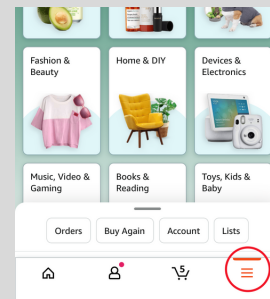 Fashion &
Beauty
Home & DIY
Devices &
Electronics
Music, Video &
Gaming
Books &
Reading
Toys, Kids &
Baby
Orders
Buy Again
Account
Lists
5